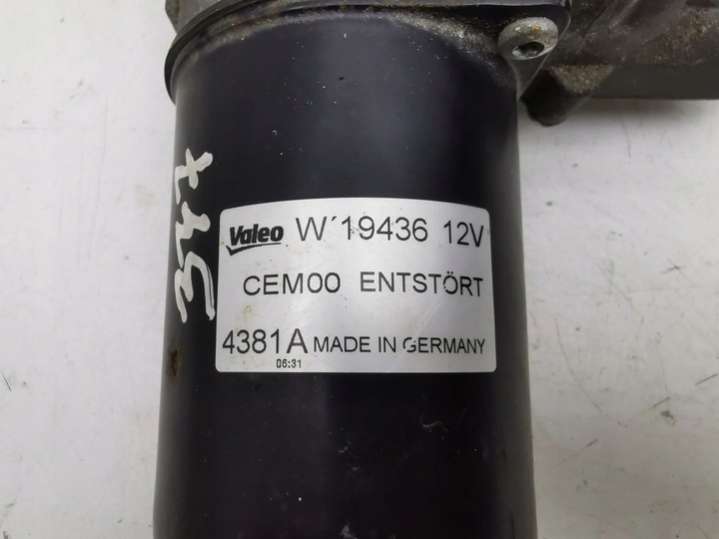 Valeo W´19436 12V
CEM00 ENTSTÖRT
4381A MADE IN GERMANY
06:31